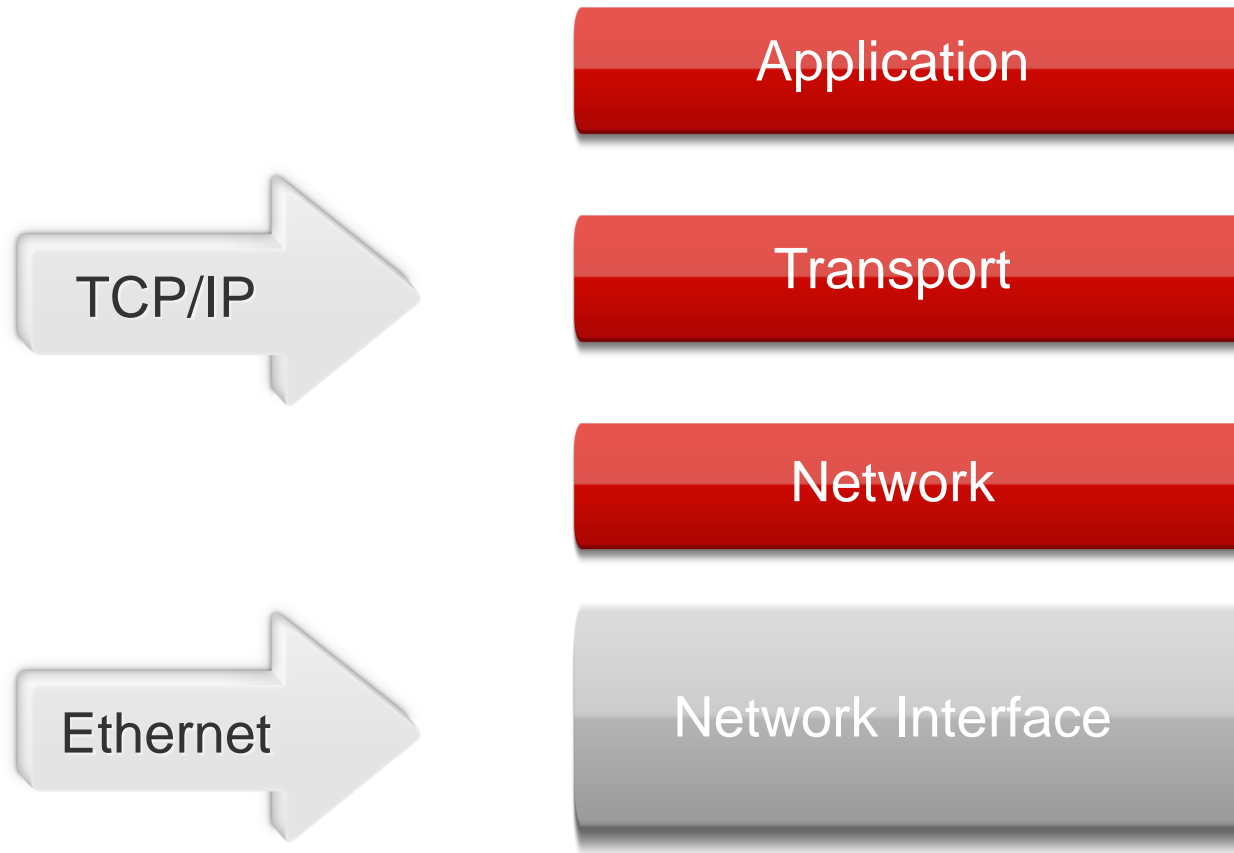 Application
TCP/IP
Transport
Network
Ethernet
Network Interface